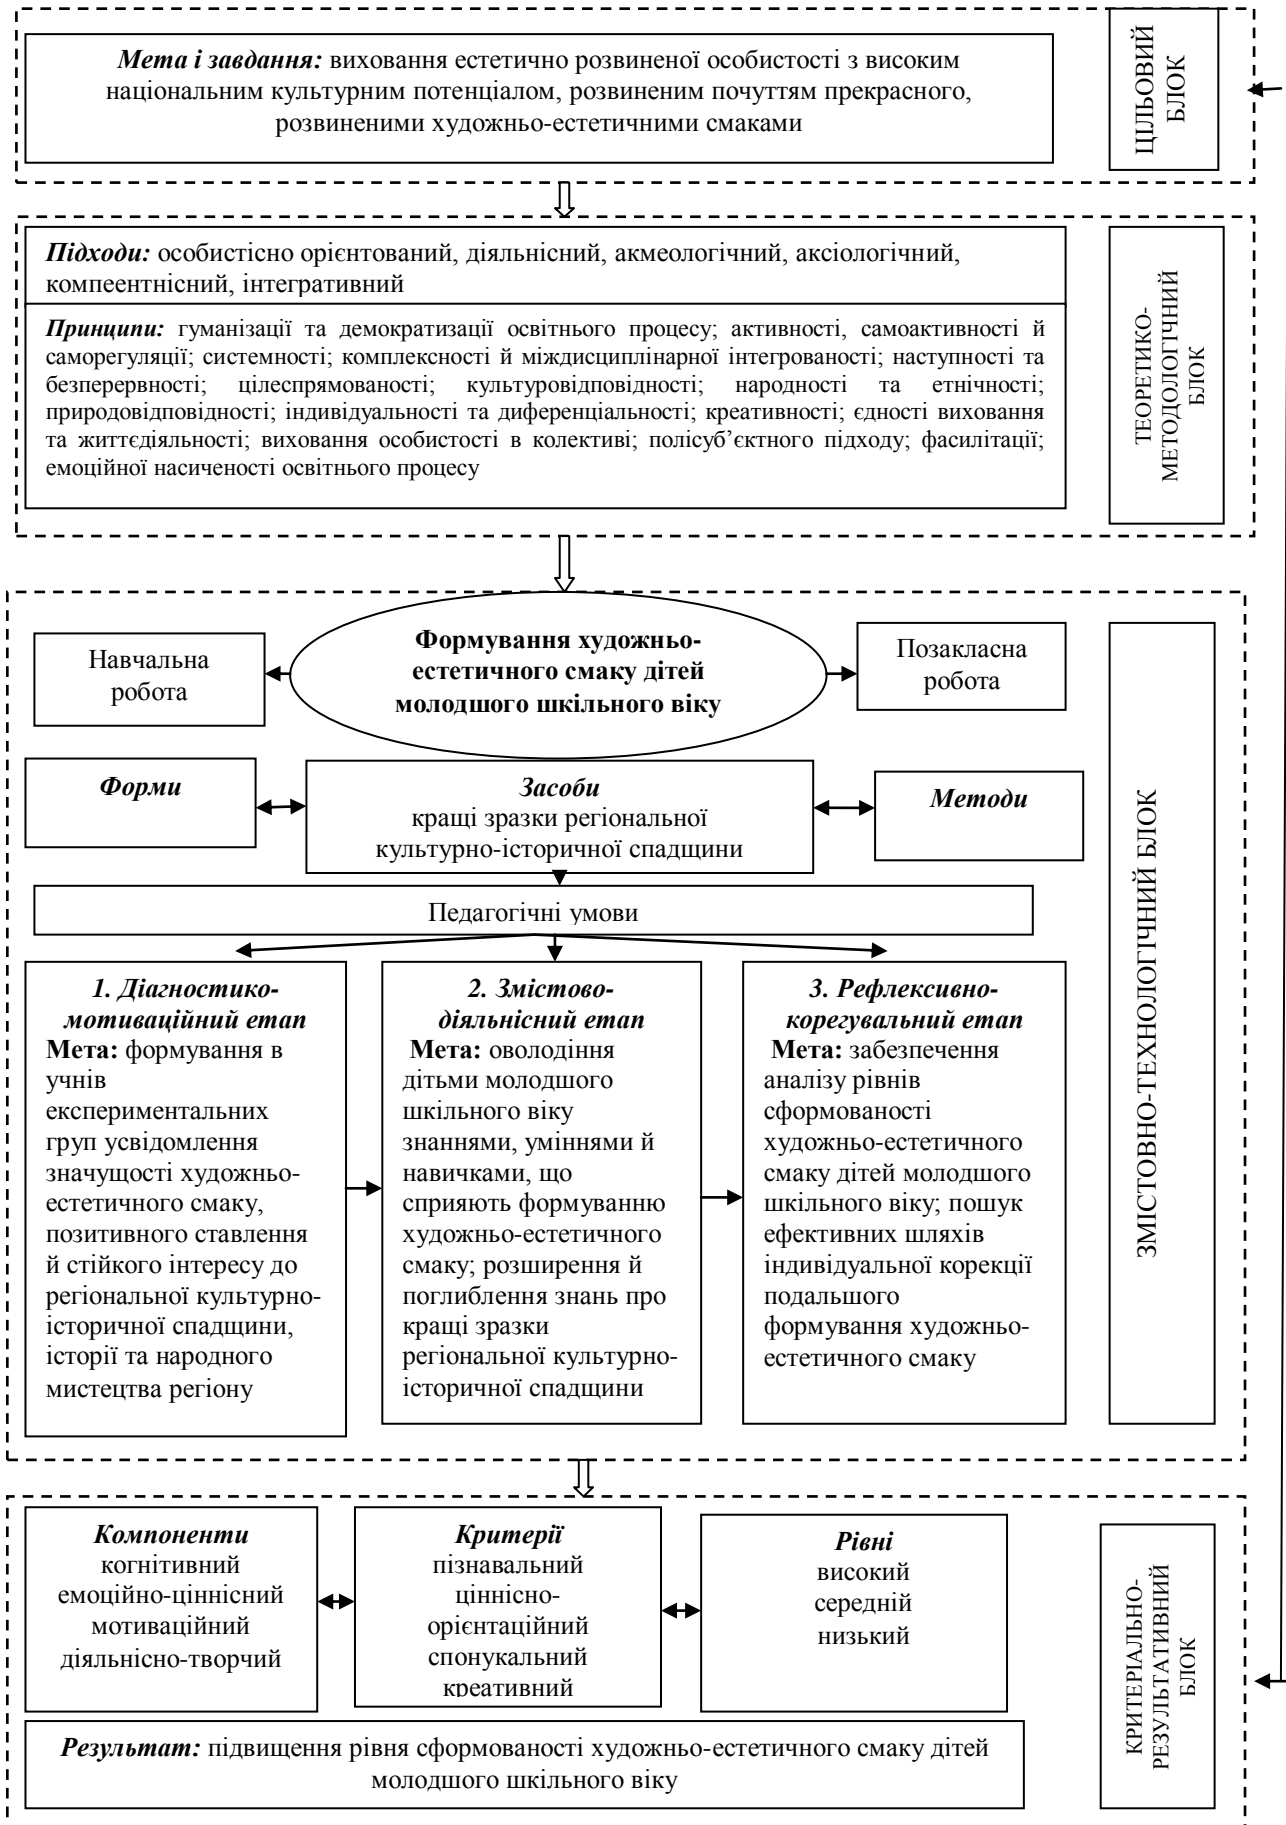 Мета і завдання: виховання естетично розвиненої особистості з високим
національним культурним потенціалом, розвиненим почуттям прекрасного,
розвиненими художньо-естетичними смаками
ЦІЛЬОВИЙ
БЛОК
Підходи: особистісно орієнтований, діяльнісний, акмеологічний, аксіологічний,
компеентнісний, інтегративний
Принципи: гуманізації та демократизації освітнього процесу; активності, самоактивності й
саморегуляції; системності; комплексності й міждисциплінарної інтегрованості; наступності та
безперервності; цілеспрямованості; культуровідповідності; народності та етнічності;
природовідповідності; індивідуальності та диференціальності; креативності; єдності виховання
та життєдіяльності; виховання особистості в колективі; полісуб’єктного підходу; фасилітації;
емоційної насиченості освітнього процесу
ТЕОРЕТИКО-
МЕТОДОЛОГІЧНИЙ
БЛОК
Навчальна
робота
Формування художньо-
естетичного смаку дітей
молодшого шкільного віку
Позакласна
робота
Форми
Засоби
кращі зразки регіональної
культурно-історичної спадщини
Методи
Педагогічні умови
1. Діагностико-
мотиваційний етап
Мета: формування в
учнів
експериментальних
груп усвідомлення
значущості художньо-
естетичного смаку,
позитивного ставлення
й стійкого інтересу до
регіональної культурно-
історичної спадщини,
історії та народного
мистецтва регіону
2. Змістово-
діяльнісний етап
Мета: оволодіння
дітьми молодшого
шкільного віку
знаннями, уміннями й
навичками, що
сприяють формуванню
художньо-естетичного
смаку; розширення й
поглиблення знань про
кращі зразки
регіональної культурно-
історичної спадщини
3. Рефлексивно-
корегувальний етап
Мета: забезпечення
аналізу рівнів
сформованості
художньо-естетичного
смаку дітей молодшого
шкільного віку; пошук
ефективних шляхів
індивідуальної корекції
подальшого
формування художньо-
естетичного смаку
ЗМІСТОВНО-ТЕХНОЛОГІЧНИЙ БЛОК
Компоненти
когнітивний
емоційно-ціннісний
мотиваційний
діяльнісно-творчий
Критерії
пізнавальний
ціннісно-
орієнтаційний
спонукальний
креативний
Рівні
високий
середній
низький
КРИТЕРІАЛЬНО-
РЕЗУЛЬТАТИВНИЙ
БЛОК
Результат: підвищення рівня сформованості художньо-естетичного смаку дітей
молодшого шкільного віку